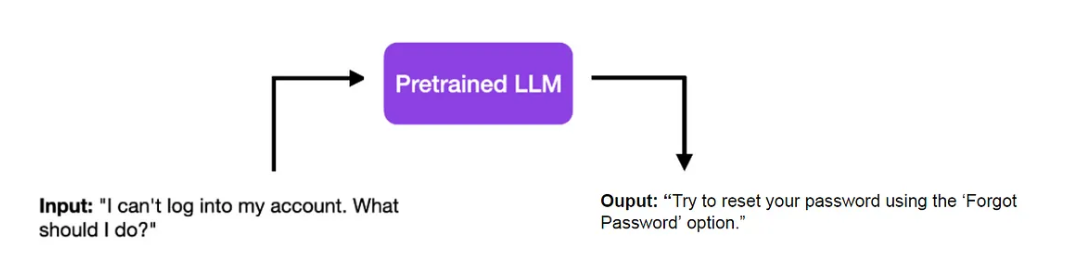 Pretrained LLM
Input: "I can't log into my account. What
should I do?"
Ouput: “Try to reset your password using the ‘Forgot
Password’ option.”